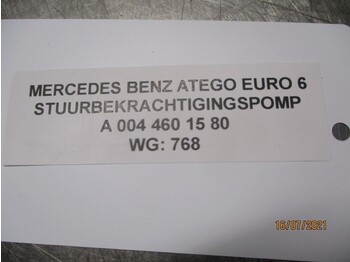 MERCEDES BENZ ATEGO EURO 6
STUURBEKRACHTIGINGSPOMP
A 004 460 15 80
WG: 768
16/07/2021